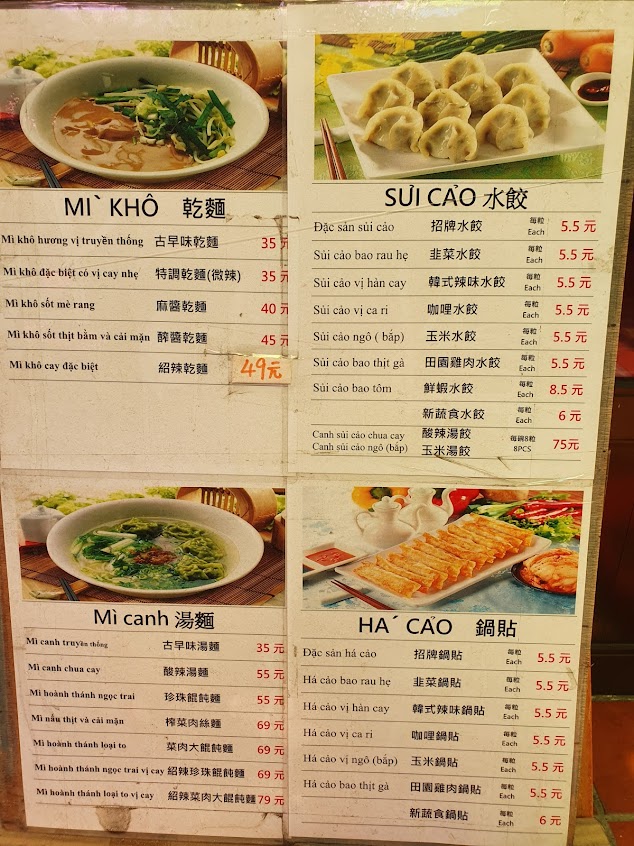 MÌ KHÔ 乾麵
Mì khô hương vị truyền thống 古早味乾麵 35 元
Mì khô đặc biệt có vị cay nhẹ 特調乾麵(微辣) 35 元
Mì khô sốt mè rang 麻醬乾麵 40 元
Mì khô sốt thịt bằm và cải mặn 醡醬乾麵 45 元
Mì khô cay đặc biệt 紹辣乾麵 49元
SỦI CẢO 水餃
Đặc sản sủi cảo 招牌水餃 每粒 Each 5.5 元
Sủi cảo bao rau hẹ 韭菜水餃 每粒 Each 5.5 元
Sủi cảo vị hàn cay 韓式辣味水餃 每粒 Each 5.5 元
Sủi cảo vị ca ri 咖哩水餃 每粒 Each 5.5 元
Sủi cảo ngô ( bắp) 玉米水餃 每粒 Each 5.5 元
Sủi cảo bao thịt gà 田園雞肉水餃 每粒 Each 5.5 元
Sủi cảo bao tôm 鮮蝦水餃 每粒 Each 8.5 元
新蔬食水餃 每粒 Each 6 元
Canh sủi cảo chua cay 酸辣湯餃 每碗8粒
Canh sủi cảo ngô (bắp) 玉米湯餃 8PCS 75元
Mì canh 湯麵
Mì canh truyền thống 古早味湯麵 35 元
Mì canh chua cay 酸辣湯麵 55 元
Mì hoành thánh ngọc trai 珍珠餛飩麵 55 元
Mì nấu thịt và cải mặn 榨菜肉絲麵 69 元
Mì hoành thánh loại to 菜肉大餛飩麵 69 元
Mì hoành thánh ngọc trai vị cay 紹辣珍珠餛飩麵 69 元
Mì hoành thánh loại to vị cay 紹辣菜肉大餛飩麵 79 元
HÁ CẢO 鍋貼
Đặc sản há cảo 招牌鍋貼 每粒 Each 5.5 元
Há cảo bao rau hẹ 韭菜鍋貼 每粒 Each 5.5 元
Há cảo vị hàn cay 韓式辣味鍋貼 每粒 Each 5.5 元
Há cảo vị ca ri 咖哩鍋貼 每粒 Each 5.5 元
Há cảo vị ngô (bắp) 玉米鍋貼 每粒 Each 5.5 元
Há cảo bao thịt gà 田園雞肉鍋貼 每粒 Each 5.5 元
新蔬食鍋貼 每粒 Each 6 元